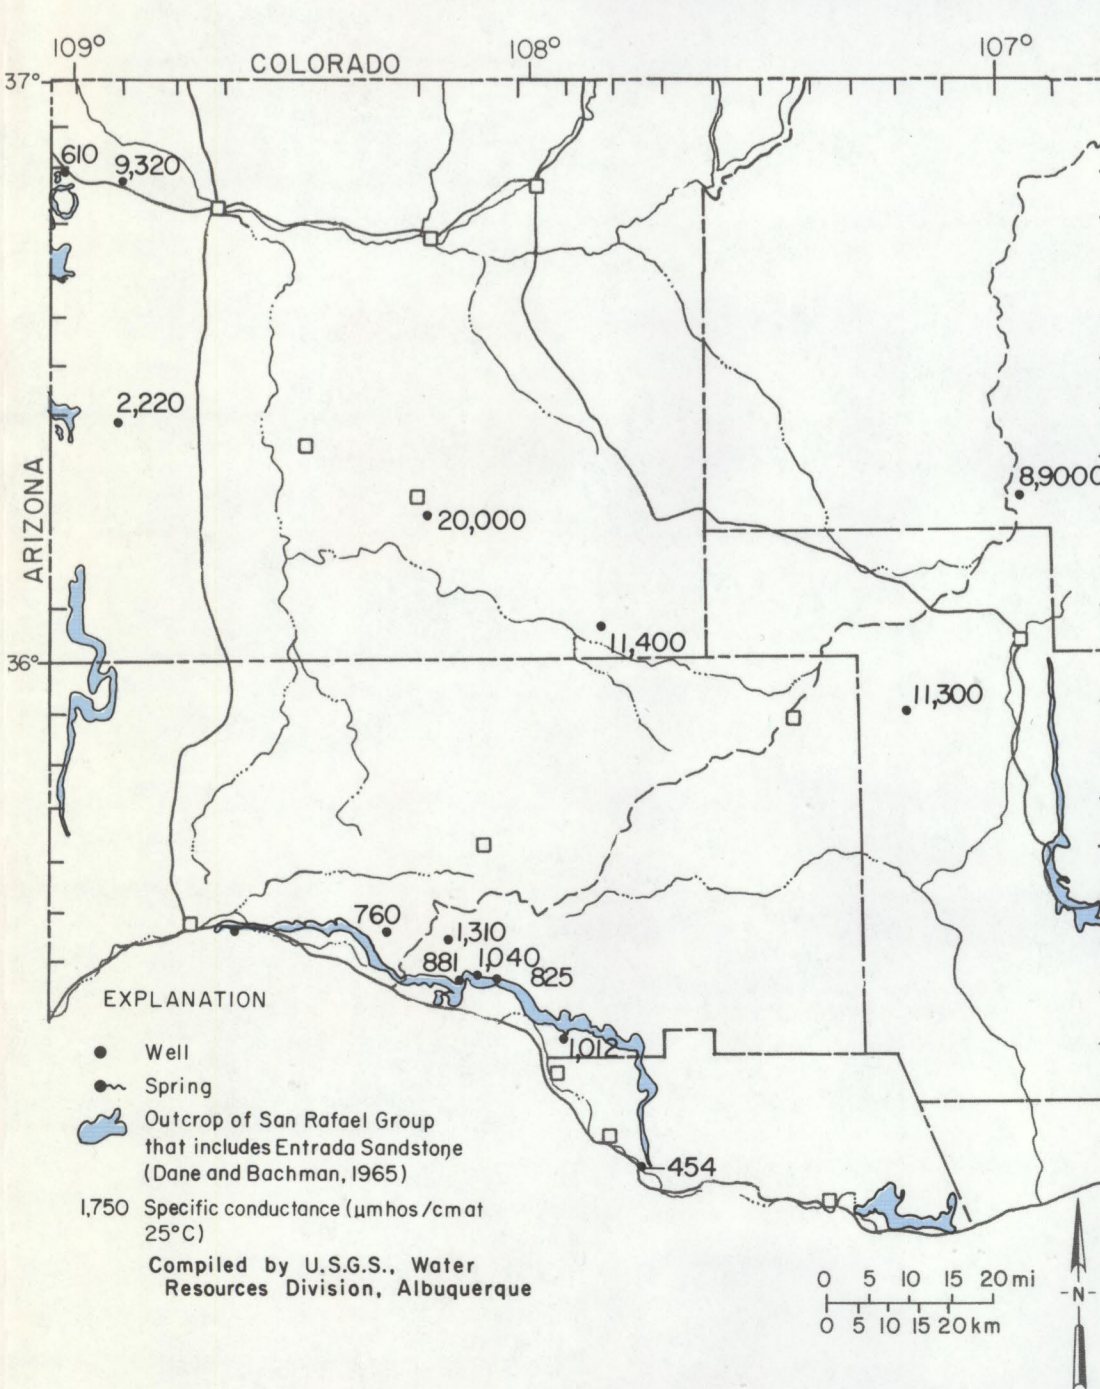 109° 108° 107°
COLORADO
37°
610 9,320
2,220
ARIZONA
8,9000
20,000
11,400
36°
11,300
760
1,310
881 1,040 825
EXPLANATION
1,012
Well
Spring
Outcrop of San Rafael Group
that includes Entrada Sandstone
(Dane and Bachman, 1965)
454
1,750 Specific conductance (µmhos/cm at
25°C)
Compiled by U.S.G.S., Water
Resources Division, Albuquerque
0 5 10 15 20 mi
-N-
0 5 10 15 20 km